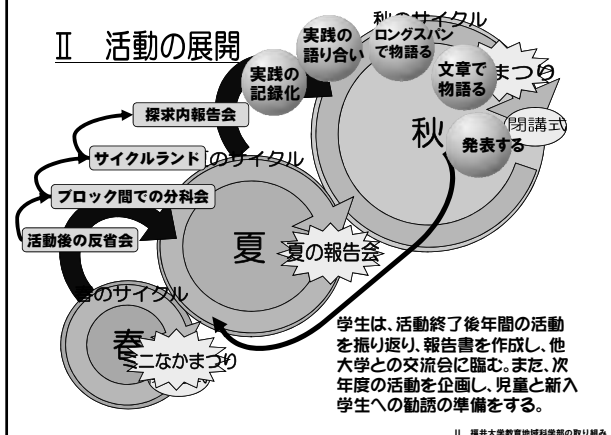 Ⅱ　活動の展開
秋のサイクル
実践の
記録化
実践の
語り合い
ロングスパン
で物語る
文章で
物語る
まつり
発表する
閉講式
秋
探求内報告会
サイクルランド
のサイクル
ブロック間での分科会
活動後の反省会
夏
夏の報告会
春のサイクル
春
ミニなかまつり
学生は、活動終了後年間の活動
を振り返り、報告書を作成し、他
大学との交流会に臨む。また、次
年度の活動を企画し、児童と新入
学生への勧誘の準備をする。
Ⅱ　福井大学教育地域科学部の取り組み